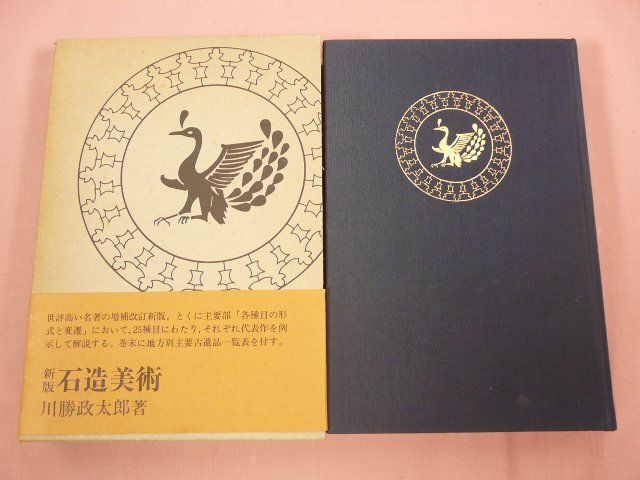 世評高い名著の増補改訂新版。とくに主要部「各種目の形
式と変遷」において、25種目にわたり、それぞれ代表作を例
示して解説する。巻末に地方別主要古遺品一覧表を付す。
新版 石造美術
川勝政太郎著